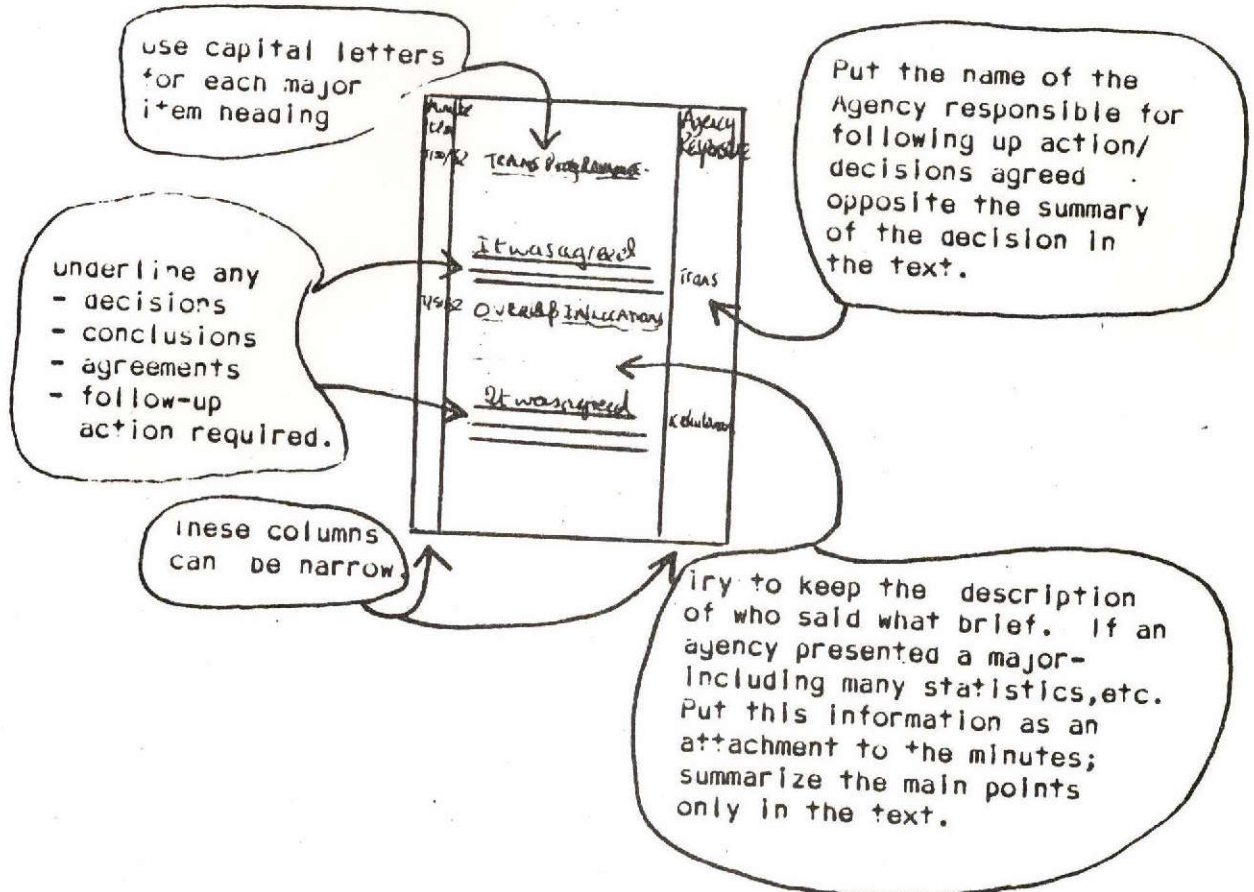 use capital letters
for each major
item heading
Put the name of the
Agency responsible for
following up action/
decisions agreed
opposite the summary
of the decision in
the text.
Minute
Agency
TRANS Programme.
underline any
- decisions
- conclusions
- agreements
- follow-up
action required.
It was agreed
Trans
It was agreed
These columns
can be narrow.
Try to keep the description
of who said what brief. If an
agency presented a major-
including many statistics,etc.
Put this information as an
attachment to the minutes;
summarize the main points
only in the text.